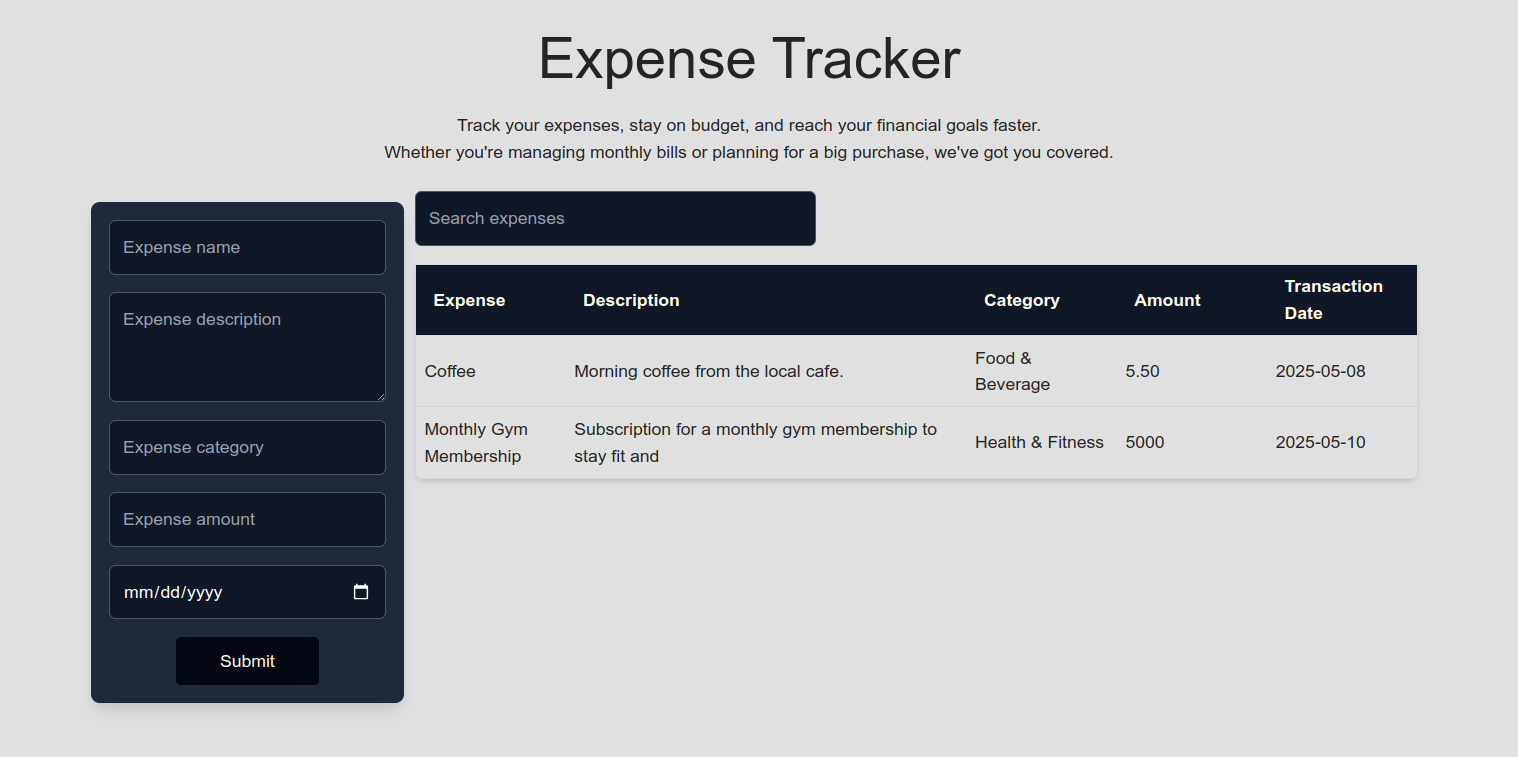 Expense Tracker
Track your expenses, stay on budget, and reach your financial goals faster.
Whether you're managing monthly bills or planning for a big purchase, we've got you covered.
Expense name
Expense description
Expense category
Expense amount
mm/dd/yyyy
Submit
Search expenses
Expense Description Category Amount Transaction
Date
Coffee Morning coffee from the local cafe. Food & 5.50 2025-05-08
Beverage
Monthly Gym Subscription for a monthly gym membership to Health & Fitness 5000 2025-05-10
Membership stay fit and